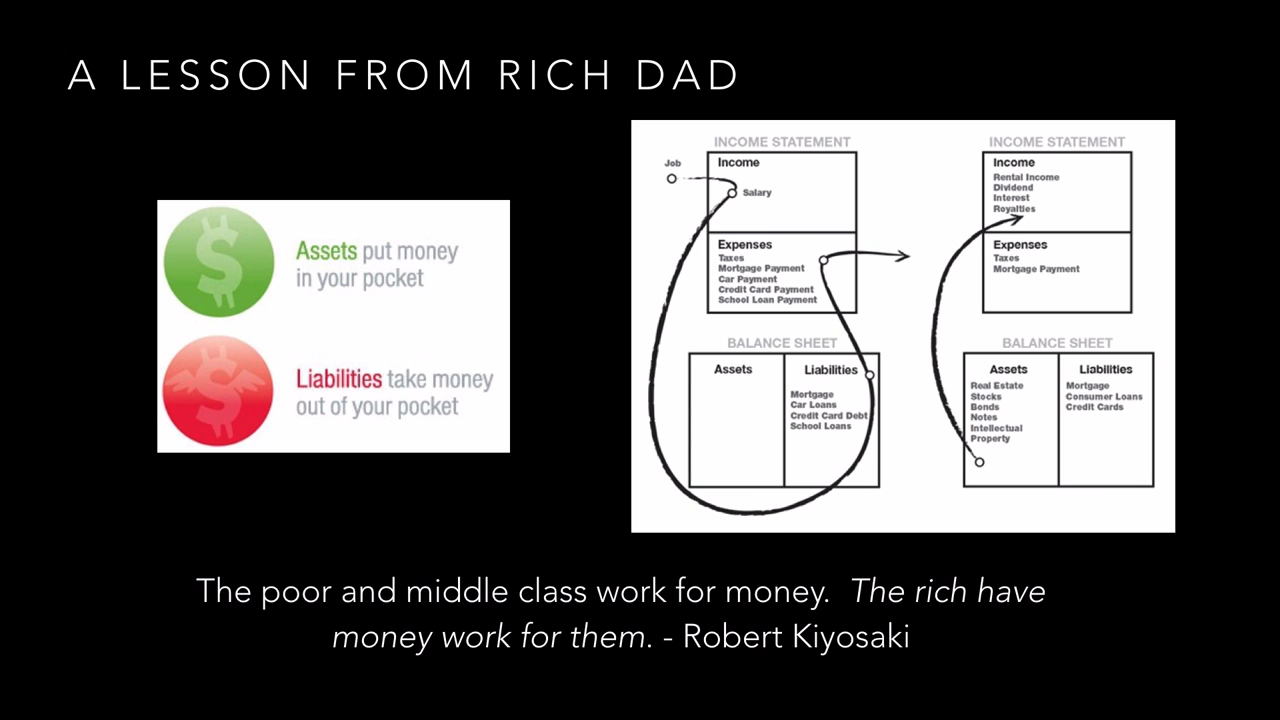 A LESSON FROM RICH DAD
Assets put money
in your pocket
Liabilities take money
out of your pocket
INCOME STATEMENT
Job
Income
Salary
Expenses
Taxes
Mortgage Payment
Car Payment
Credit Card Payment
School Loan Payment
BALANCE SHEET
Assets
Liabilities
Mortgage
Car Loans
Credit Card Debt
School Loans
INCOME STATEMENT
Income
Rental Income
Dividend
Interest
Royalties
Expenses
Taxes
Mortgage Payment
BALANCE SHEET
Assets
Real Estate
Stocks
Bonds
Notes
Intellectual
Property
Liabilities
Mortgage
Consumer Loans
Credit Cards
The poor and middle class work for money. The rich have
money work for them. - Robert Kiyosaki